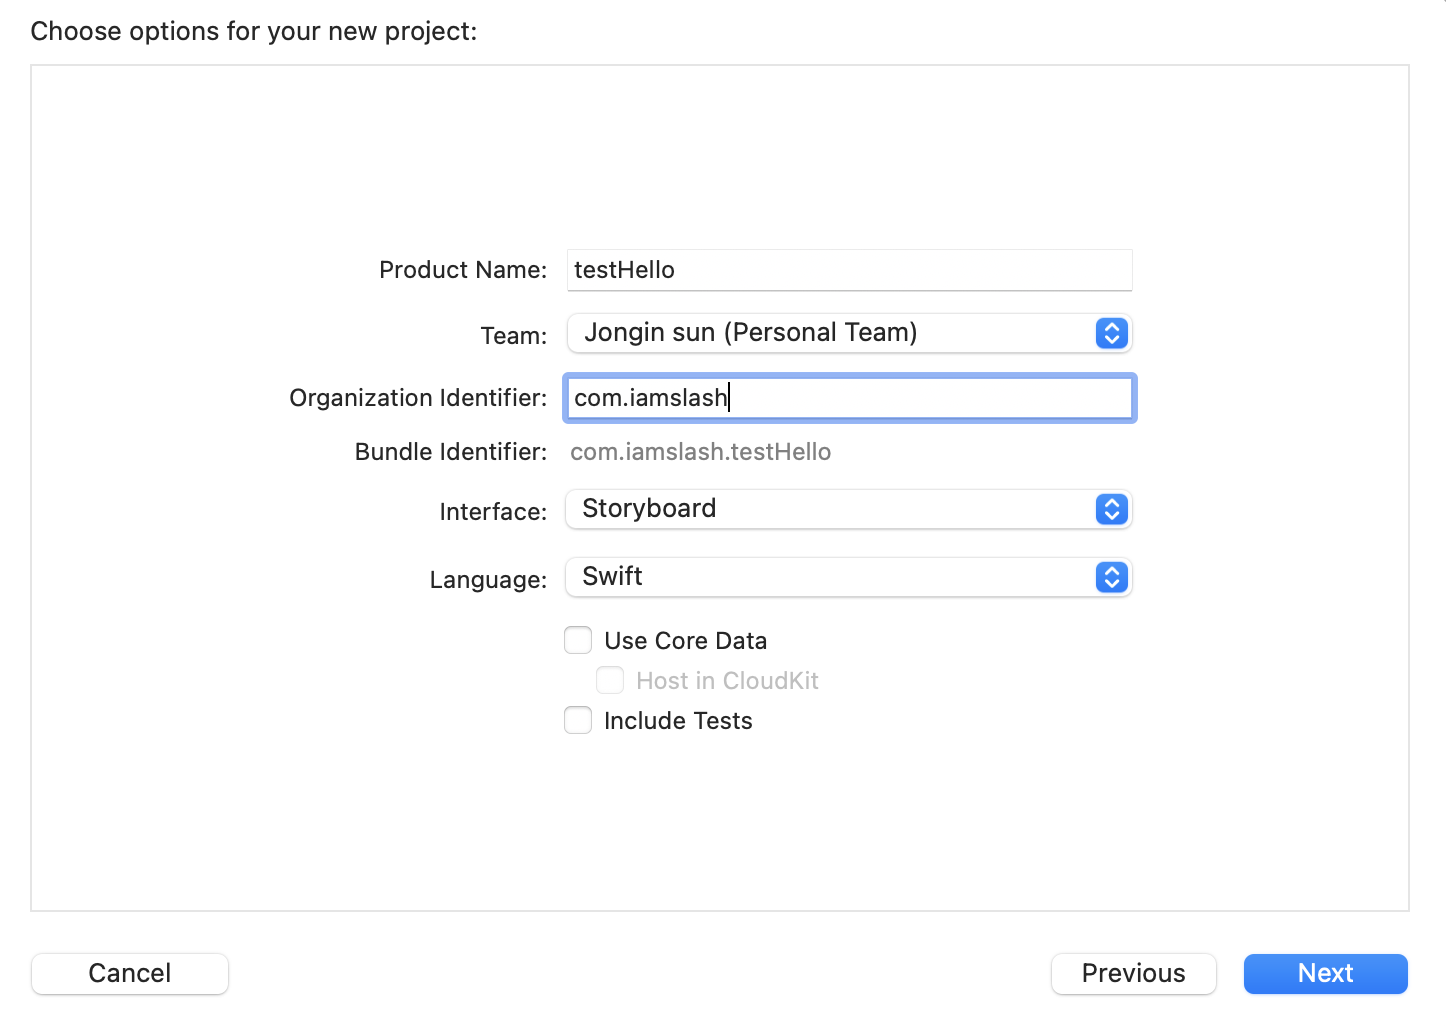 Choose options for your new project:
Product Name: testHello
Team: Jongin sun (Personal Team)
Organization Identifier: com.iamslash
Bundle Identifier: com.iamslash.testHello
Interface: Storyboard
Language: Swift
Use Core Data
Host in CloudKit
Include Tests
Cancel Previous Next